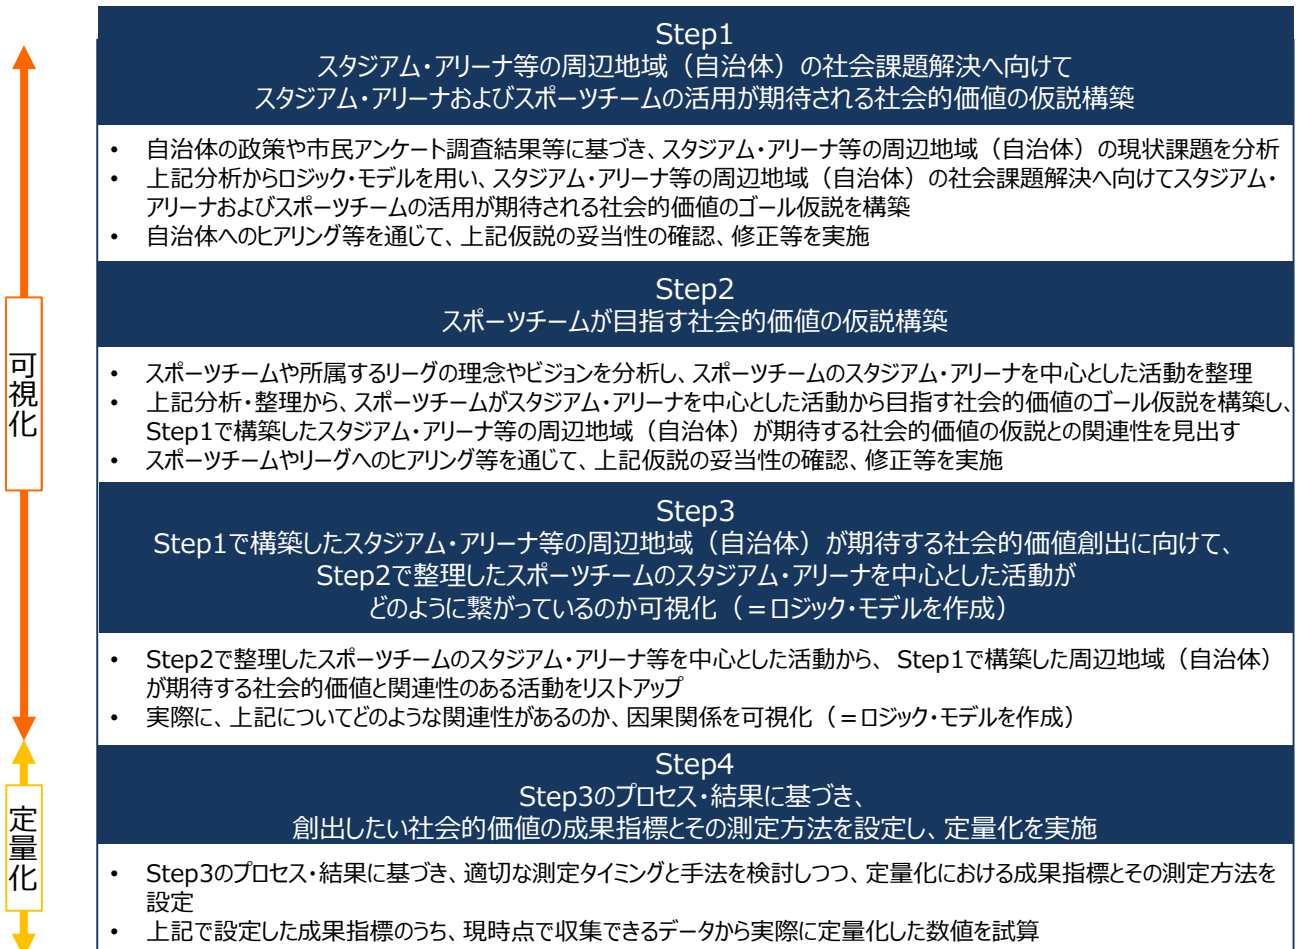 Step1
スタジアム・アリーナ等の周辺地域（自治体）の社会課題解決へ向けて
スタジアム・アリーナおよびスポーツチームの活用が期待される社会的価値の仮説構築
• 自治体の政策や市民アンケート調査結果等に基づき、スタジアム・アリーナ等の周辺地域（自治体）の現状課題を分析
• 上記分析からロジック・モデルを用い、スタジアム・アリーナ等の周辺地域（自治体）の社会課題解決へ向けてスタジアム・
アリーナおよびスポーツチームの活用が期待される社会的価値のゴール仮説を構築
• 自治体へのヒアリング等を通じて、上記仮説の妥当性の確認、修正等を実施
Step2
スポーツチームが目指す社会的価値の仮説構築
可視化
• スポーツチームや所属するリーグの理念やビジョンを分析し、スポーツチームのスタジアム・アリーナを中心とした活動を整理
• 上記分析・整理から、スポーツチームがスタジアム・アリーナを中心とした活動から目指す社会的価値のゴール仮説を構築し、
Step1で構築したスタジアム・アリーナ等の周辺地域（自治体）が期待する社会的価値の仮説との関連性を見出す
• スポーツチームやリーグへのヒアリング等を通じて、上記仮説の妥当性の確認、修正等を実施
Step3
Step1で構築したスタジアム・アリーナ等の周辺地域（自治体）が期待する社会的価値創出に向けて、
Step2で整理したスポーツチームのスタジアム・アリーナを中心とした活動が
どのように繋がっているのか可視化（＝ロジック・モデルを作成）
• Step2で整理したスポーツチームのスタジアム・アリーナ等を中心とした活動から、 Step1で構築した周辺地域（自治体）
が期待する社会的価値と関連性のある活動をリストアップ
• 実際に、上記についてどのような関連性があるのか、因果関係を可視化（＝ロジック・モデルを作成）
Step4
Step3のプロセス・結果に基づき、
創出したい社会的価値の成果指標とその測定方法を設定し、定量化を実施
定量化
• Step3のプロセス・結果に基づき、適切な測定タイミングと手法を検討しつつ、定量化における成果指標とその測定方法を
設定
• 上記で設定した成果指標のうち、現時点で収集できるデータから実際に定量化した数値を試算